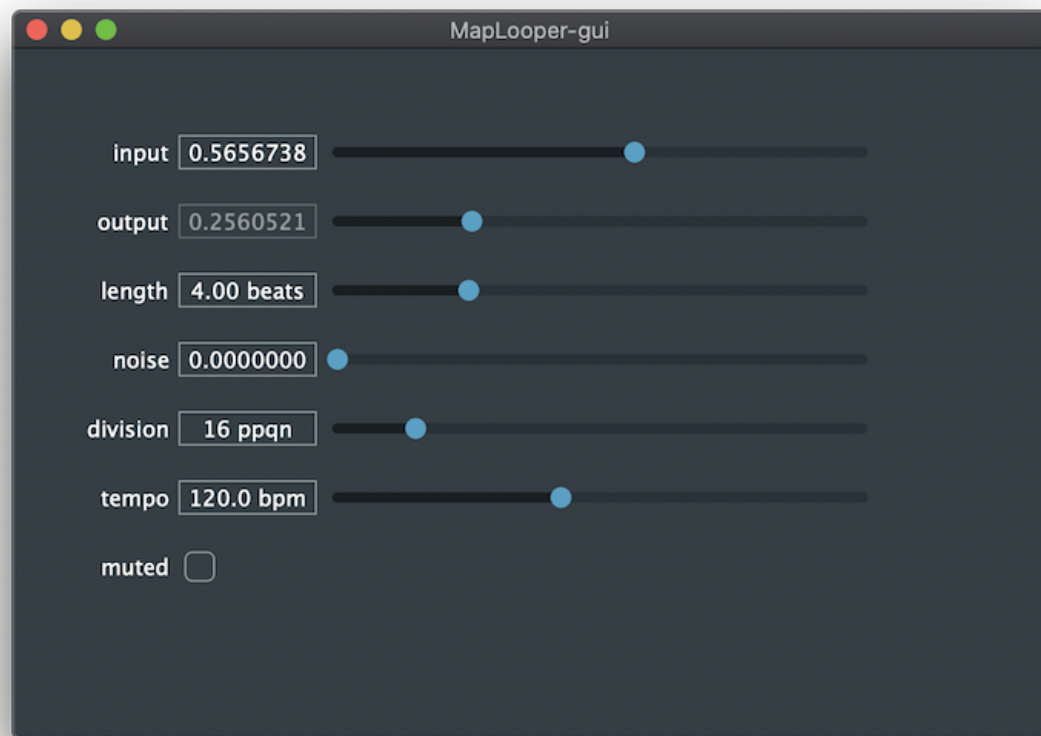 MapLooper-gui
input 0.5656738
output 0.2560521
length 4.00 beats
noise 0.0000000
division 16 ppqn
tempo 120.0 bpm
muted